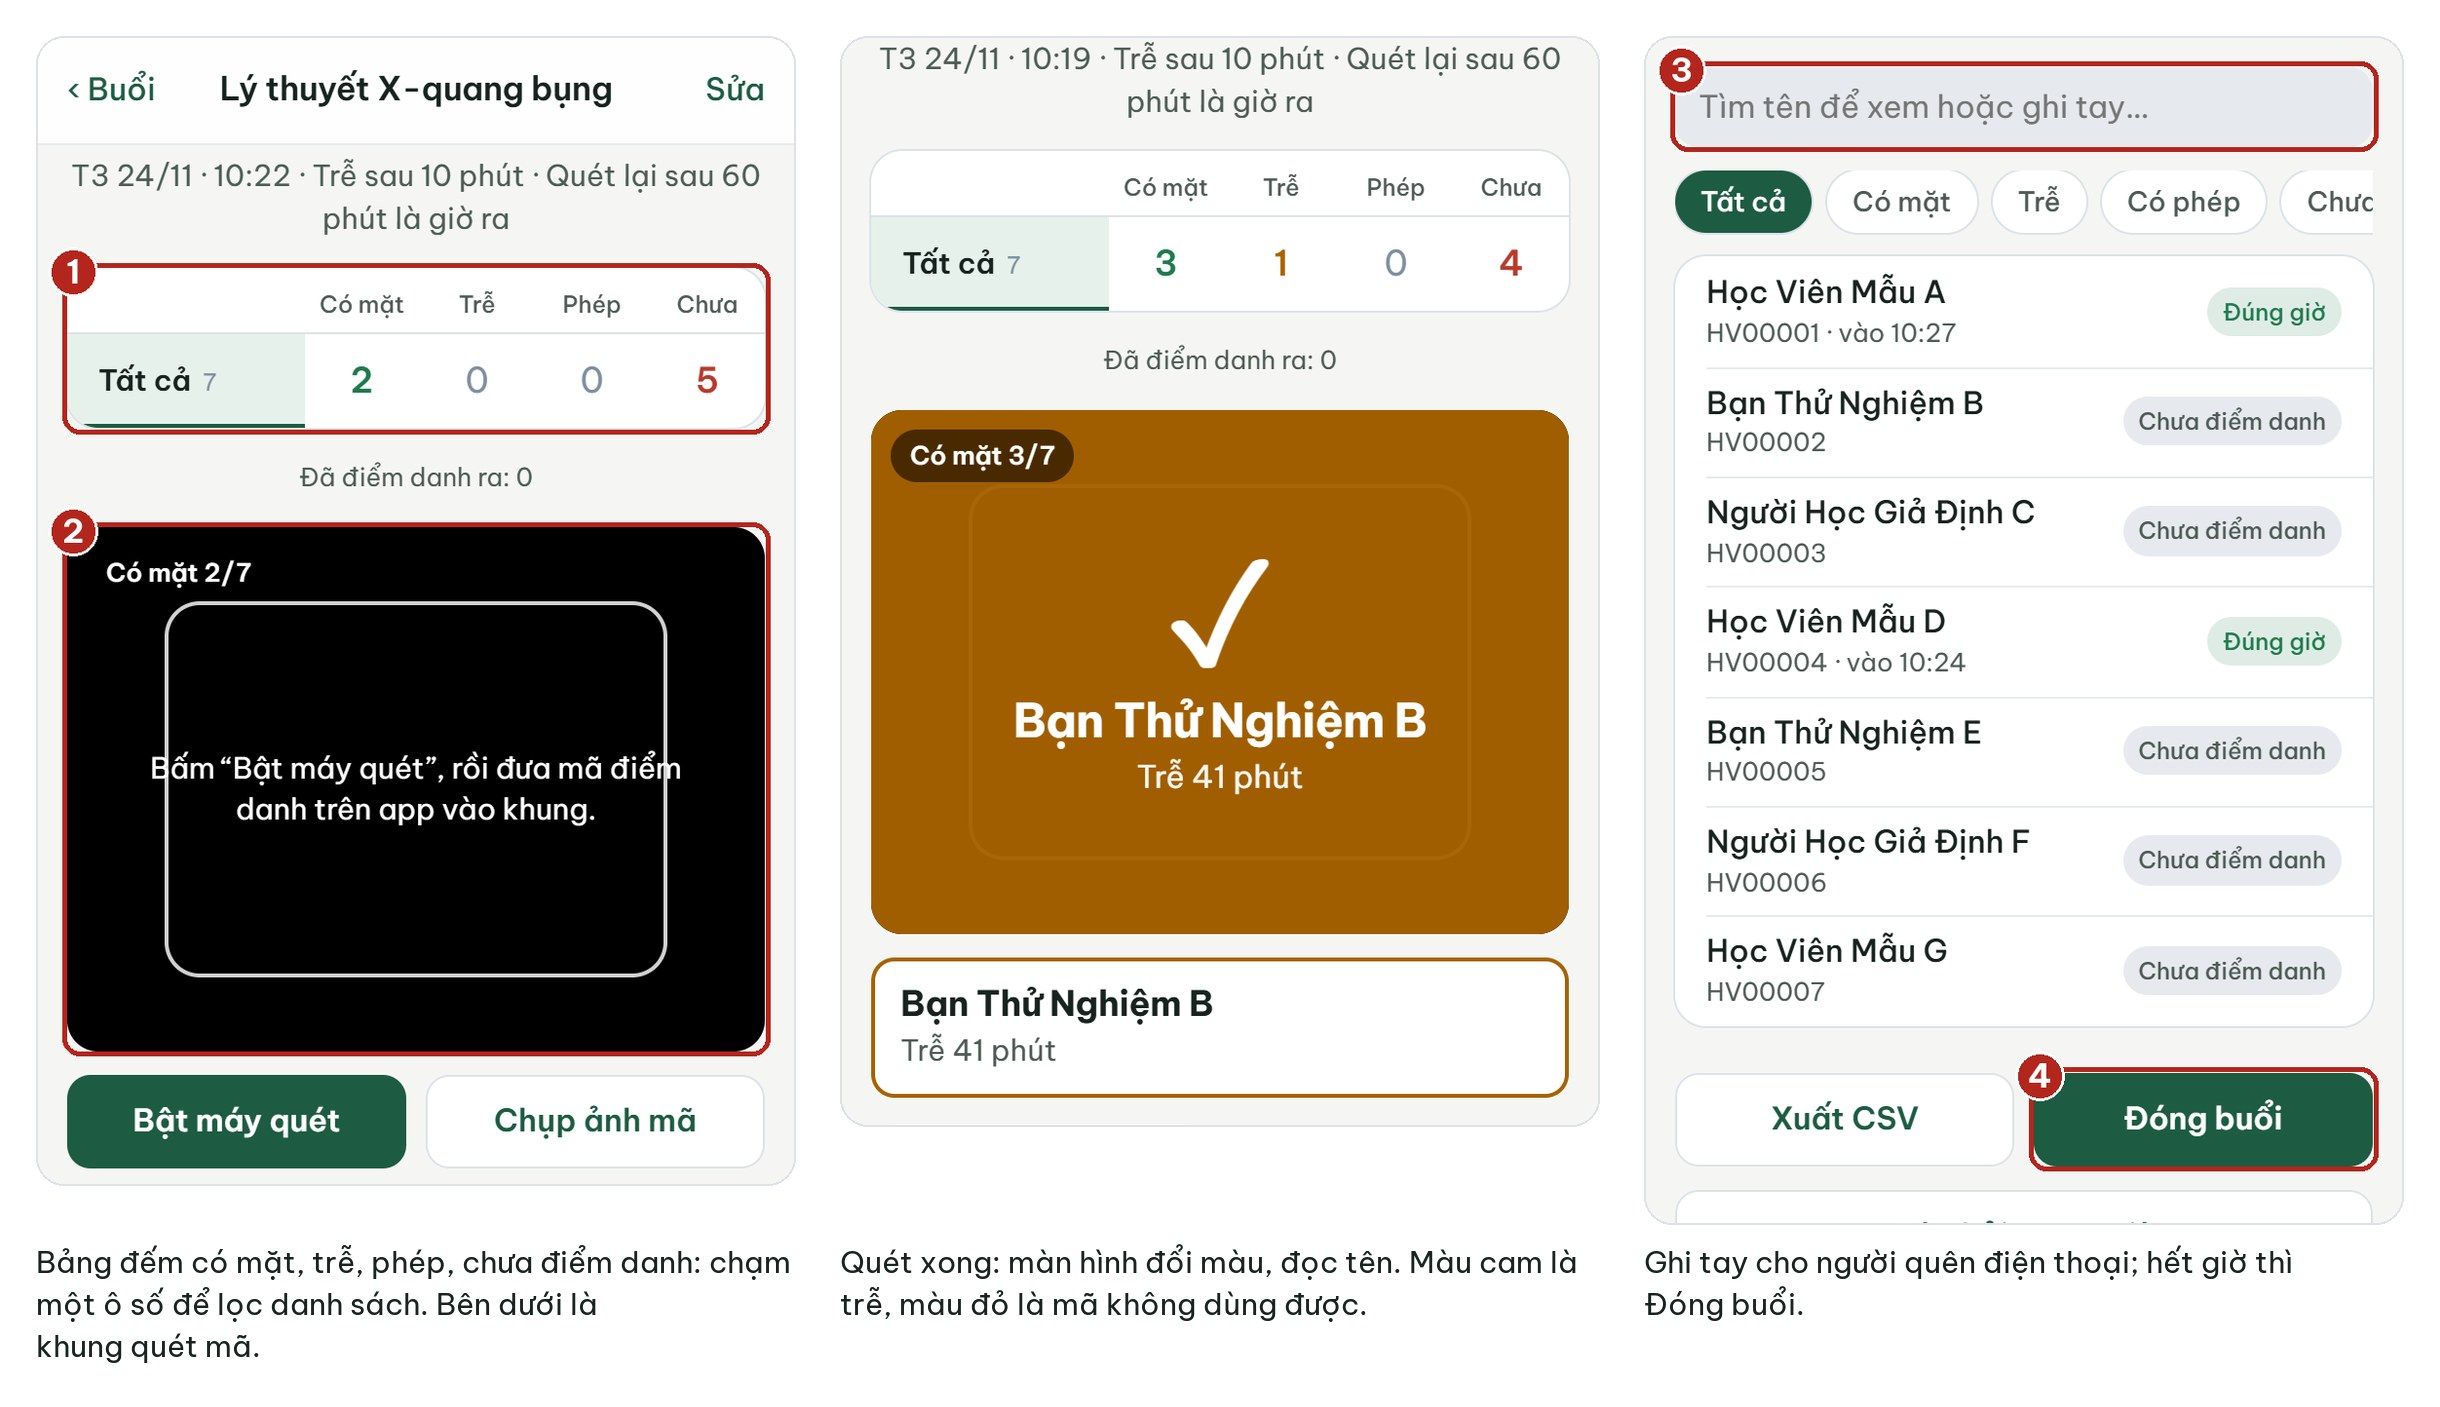 ‹ Buổi Lý thuyết X-quang bụng Sửa
T3 24/11 · 10:22 · Trễ sau 10 phút · Quét lại sau 60
phút là giờ ra
1
Có mặt Trễ Phép Chưa
Tất cả 7 2 0 0 5
Đã điểm danh ra: 0
2
Có mặt 2/7
Bấm “Bật máy quét”, rồi đưa mã điểm
danh trên app vào khung.
Bật máy quét Chụp ảnh mã
Bảng đếm có mặt, trễ, phép, chưa điểm danh: chạm
một ô số để lọc danh sách. Bên dưới là
khung quét mã.
T3 24/11 · 10:19 · Trễ sau 10 phút · Quét lại sau 60
phút là giờ ra
Có mặt Trễ Phép Chưa
Tất cả 7 3 1 0 4
Đã điểm danh ra: 0
Có mặt 3/7
✓
Bạn Thử Nghiệm B
Trễ 41 phút
Bạn Thử Nghiệm B
Trễ 41 phút
Quét xong: màn hình đổi màu, đọc tên. Màu cam là
trễ, màu đỏ là mã không dùng được.
3
Tìm tên để xem hoặc ghi tay...
Tất cả Có mặt Trễ Có phép Chưa
Học Viên Mẫu A
HV00001 · vào 10:27
Đúng giờ
Bạn Thử Nghiệm B
HV00002
Chưa điểm danh
Người Học Giả Định C
HV00003
Chưa điểm danh
Học Viên Mẫu D
HV00004 · vào 10:24
Đúng giờ
Bạn Thử Nghiệm E
HV00005
Chưa điểm danh
Người Học Giả Định F
HV00006
Chưa điểm danh
Học Viên Mẫu G
HV00007
Chưa điểm danh
4
Xuất CSV Đóng buổi
Ghi tay cho người quên điện thoại; hết giờ thì
Đóng buổi.